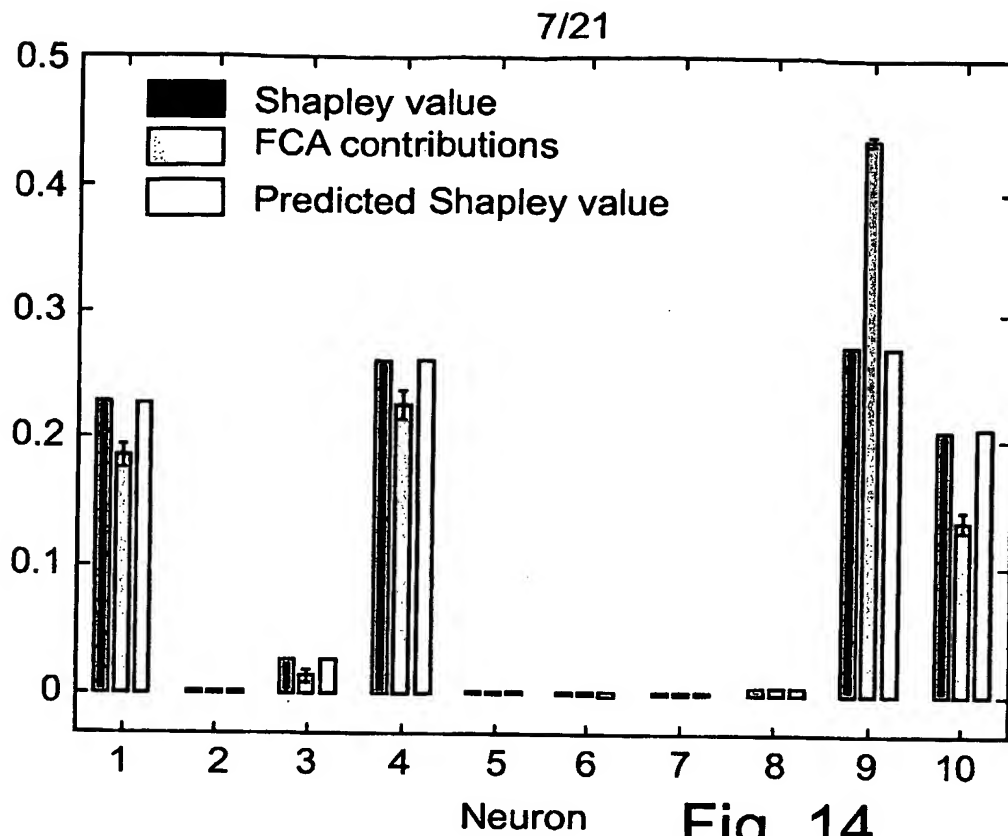 7/21
0.5
Shapley value
FCA contributions
0.4
Predicted Shapley value
0.3
0.2
0.1
0
1 2 3 4 5 6 7 8 9 10
Neuron
Fig. 14